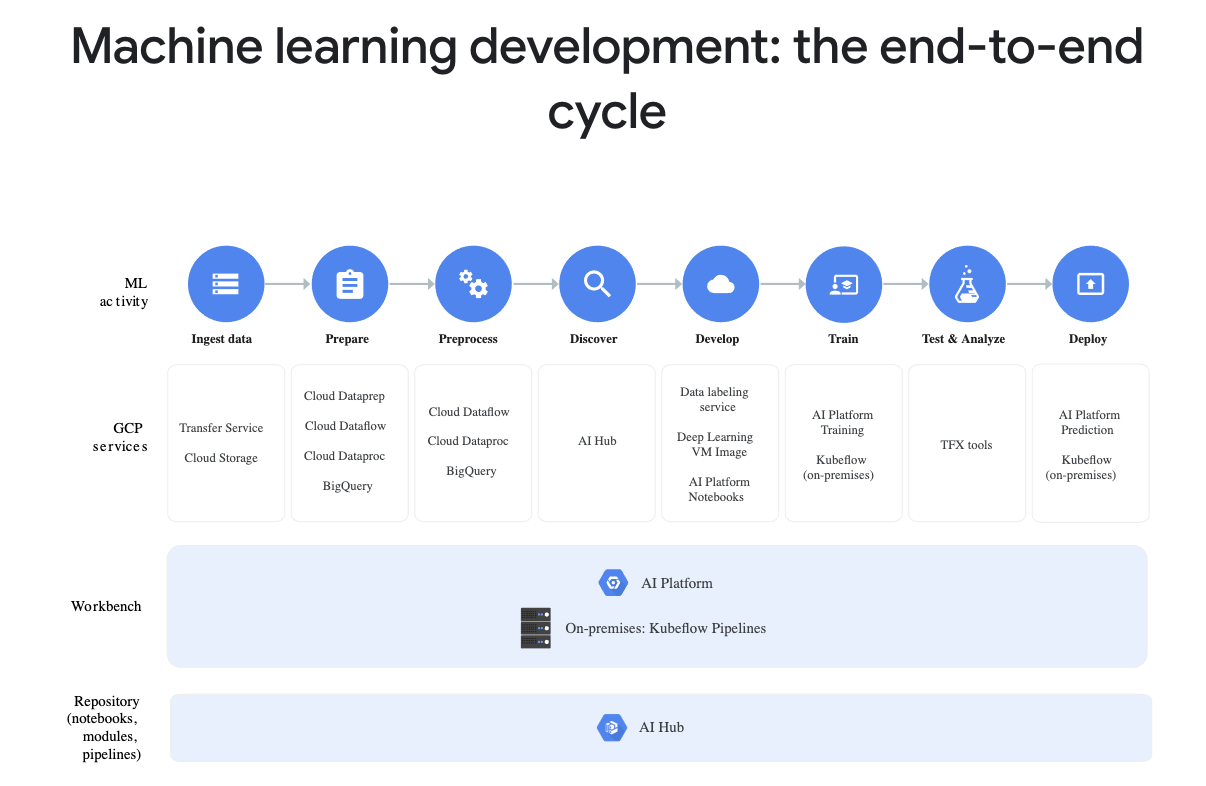 Machine learning development: the end-to-end
cycle
ML
activity
Ingest data
Prepare
Preprocess
Discover
Develop
Train
Test & Analyze
Deploy
GCP
services
Transfer Service
Cloud Storage
Cloud Dataprep
Cloud Dataflow
Cloud Dataproc
BigQuery
Cloud Dataflow
Cloud Dataproc
BigQuery
AI Hub
Data labeling
service
Deep Learning
VM Image
AI Platform
Notebooks
AI Platform
Training
Kubeflow
(on-premises)
TFX tools
AI Platform
Prediction
Kubeflow
(on-premises)
Workbench
AI Platform
On-premises: Kubeflow Pipelines
Repository
(notebooks,
modules,
pipelines)
AI Hub